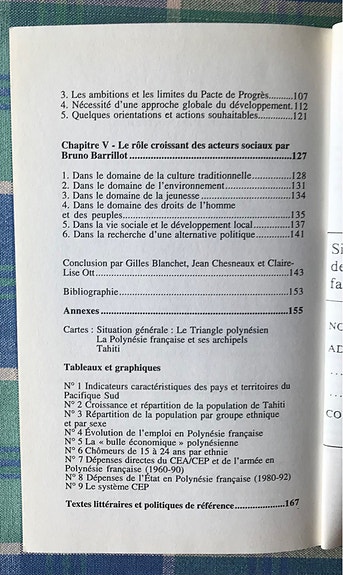 3. Les ambitions et les limites du Pacte de Progrès..........107
4. Nécessité d'une approche globale du développement.112
5. Quelques orientations et actions souhaitables..............121
Chapitre V - Le rôle croissant des acteurs sociaux par
Bruno Barrillot..................................................127
1. Dans le domaine de la culture traditionnelle...............128
2. Dans le domaine de l'environnement......................131
3. Dans le domaine de la jeunesse..............................134
4. Dans le domaine des droits de l'homme
et des peuples.....................................................135
5. Dans la vie sociale et le développement local............137
6. Dans la recherche d'une alternative politique.............141
Conclusion par Gilles Blanchet, Jean Chesneaux et Claire-
Lise Ott..............................................................143
Bibliographie......................................................153
Annexes.............................................................155
Cartes : Situation générale : Le Triangle polynésien
La Polynésie française et ses archipels
Tahiti
Tableaux et graphiques
N° 1 Indicateurs caractéristiques des pays et territoires du
Pacifique Sud
N° 2 Croissance et répartition de la population de Tahiti
N° 3 Répartition de la population par groupe ethnique
et par sexe
N° 4 Évolution de l'emploi en Polynésie française
N° 5 La « bulle économique » polynésienne
N° 6 Chômeurs de 15 à 24 ans par ethnie
N° 7 Dépenses directes du CEA/CEP et de l'armée en
Polynésie française (1960-90)
N° 8 Dépenses de l'État en Polynésie française (1980-92)
N° 9 Le système CEP
Textes littéraires et politiques de référence.................167
Si
de
fa
NO
AD
CO